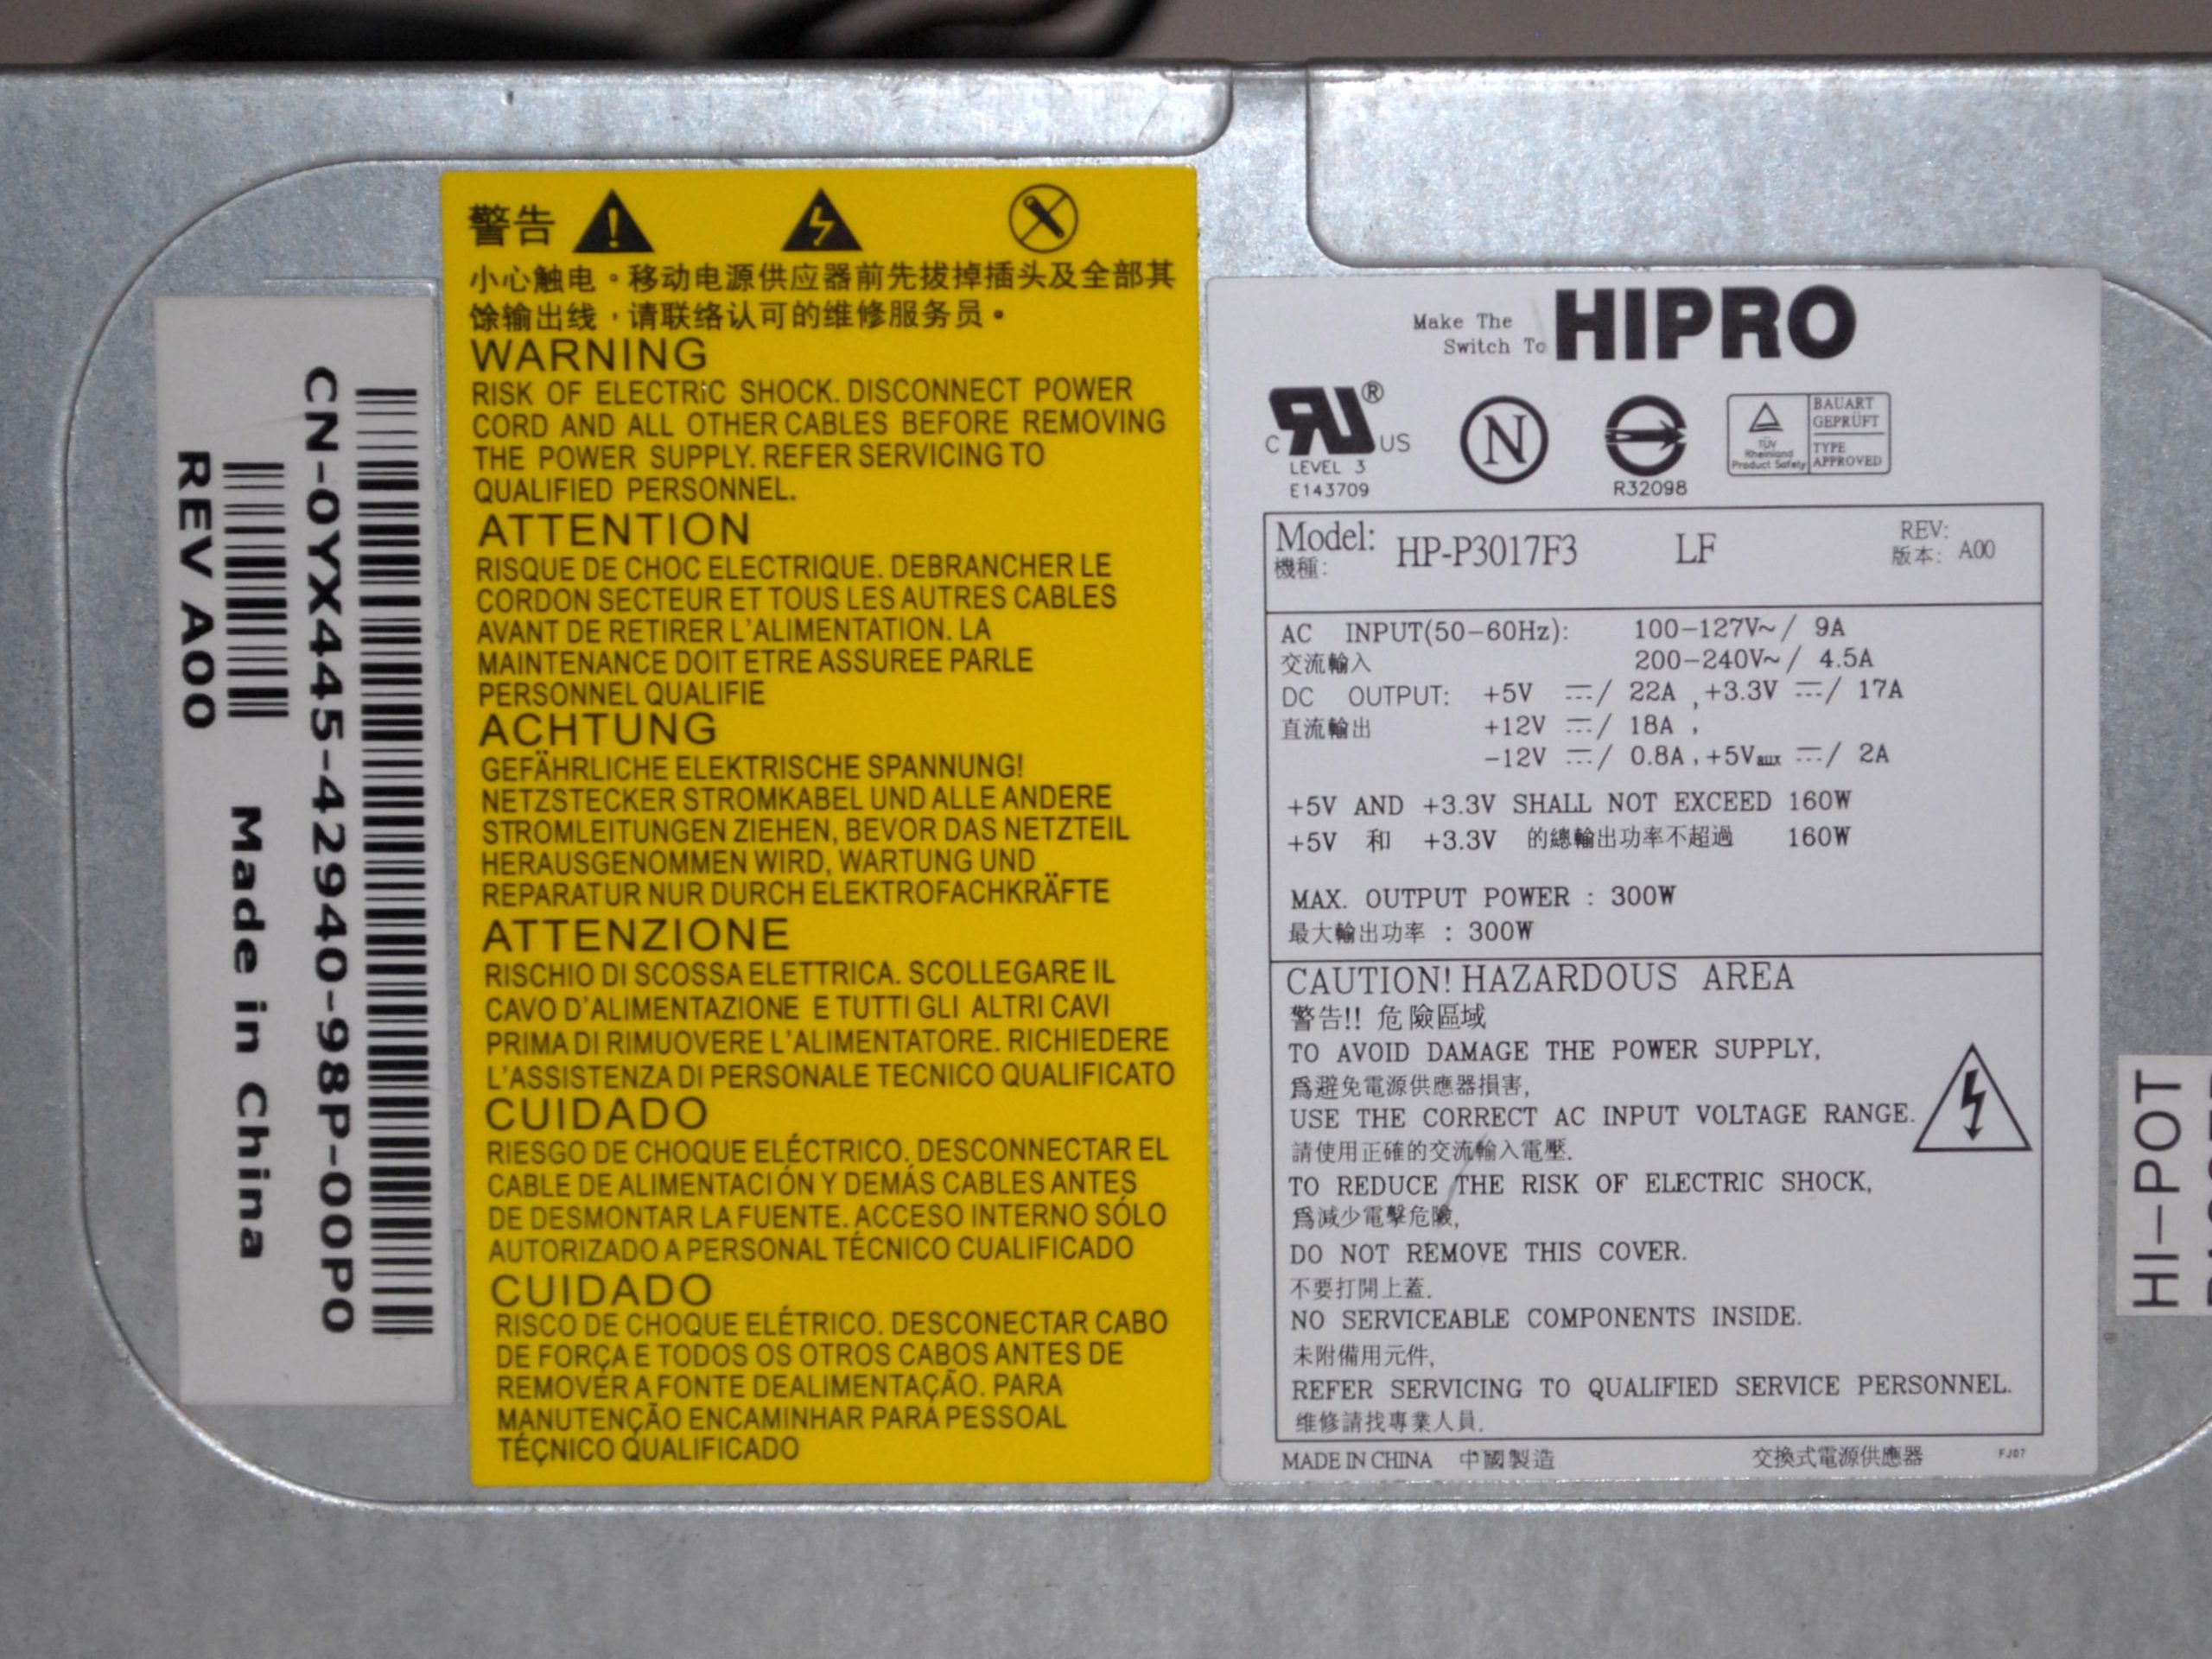 CN-0YX445-42940-98P-00P0
REV A00
Made in China
警告
小心触电。移动电源供应器前先拔掉插头及全部其
馀输出线，请联络认可的维修服务员。
WARNING
RISK OF ELECTRiC SHOCK. DISCONNECT POWER
CORD AND ALL OTHER CABLES BEFORE REMOVING
THE POWER SUPPLY. REFER SERVICING TO
QUALIFIED PERSONNEL.
ATTENTION
RISQUE DE CHOC ELECTRIQUE. DEBRANCHER LE
CORDON SECTEUR ET TOUS LES AUTRES CABLES
AVANT DE RETIRER L'ALIMENTATION. LA
MAINTENANCE DOIT ETRE ASSUREE PARLE
PERSONNEL QUALIFIE
ACHTUNG
GEFÄHRLICHE ELEKTRISCHE SPANNUNG!
NETZSTECKER STROMKABEL UND ALLE ANDERE
STROMLEITUNGEN ZIEHEN, BEVOR DAS NETZTEIL
HERAUSGENOMMEN WIRD, WARTUNG UND
REPARATUR NUR DURCH ELEKTROFACHKRÄFTE
ATTENZIONE
RISCHIO DI SCOSSA ELETTRICA. SCOLLEGARE IL
CAVO D'ALIMENTAZIONE E TUTTI GLI ALTRI CAVI
PRIMA DI RIMUOVERE L'ALIMENTATORE. RICHIEDERE
L'ASSISTENZA DI PERSONALE TECNICO QUALIFICATO
CUIDADO
RIESGO DE CHOQUE ELÉCTRICO. DESCONNECTAR EL
CABLE DE ALIMENTACIÓN Y DEMÁS CABLES ANTES
DE DESMONTAR LA FUENTE. ACCESO INTERNO SÓLO
AUTORIZADO A PERSONAL TÉCNICO CUALIFICADO
CUIDADO
RISCO DE CHOQUE ELÉTRICO. DESCONECTAR CABO
DE FORÇA E TODOS OS OTROS CABOS ANTES DE
REMOVER A FONTE DEALIMENTAÇÃO. PARA
MANUTENÇÃO ENCAMINHAR PARA PESSOAL
TÉÇNICO QUALIFICADO
Make The
Switch To HIPRO
C RU US ®
LEVEL 3
E143709
N
R32098
TÜV
Rheinland
Product Safety
BAUART
GEPRÜFT
TYPE
APPROVED
Model: HP-P3017F3 LF REV:
機種: 版本: A00
AC INPUT(50-60Hz): 100-127V~/ 9A
交流輸入 200-240V~/ 4.5A
DC OUTPUT: +5V ⎓/ 22A ,+3.3V ⎓/ 17A
直流輸出 +12V ⎓/ 18A ,
-12V ⎓/ 0.8A,+5Vaux ⎓/ 2A
+5V AND +3.3V SHALL NOT EXCEED 160W
+5V 和 +3.3V 的總輸出功率不超過 160W
MAX. OUTPUT POWER : 300W
最大輸出功率 : 300W
CAUTION! HAZARDOUS AREA
警告!! 危險區域
TO AVOID DAMAGE THE POWER SUPPLY,
爲避免電源供應器損害,
USE THE CORRECT AC INPUT VOLTAGE RANGE.
請使用正確的交流輸入電壓.
TO REDUCE THE RISK OF ELECTRIC SHOCK,
爲減少電擊危險,
DO NOT REMOVE THIS COVER.
不要打開上蓋.
NO SERVICEABLE COMPONENTS INSIDE.
未附備用元件,
REFER SERVICING TO QUALIFIED SERVICE PERSONNEL.
维修請找專業人員.
MADE IN CHINA 中國製造 交換式電源供應器 FJ07
HI-POT